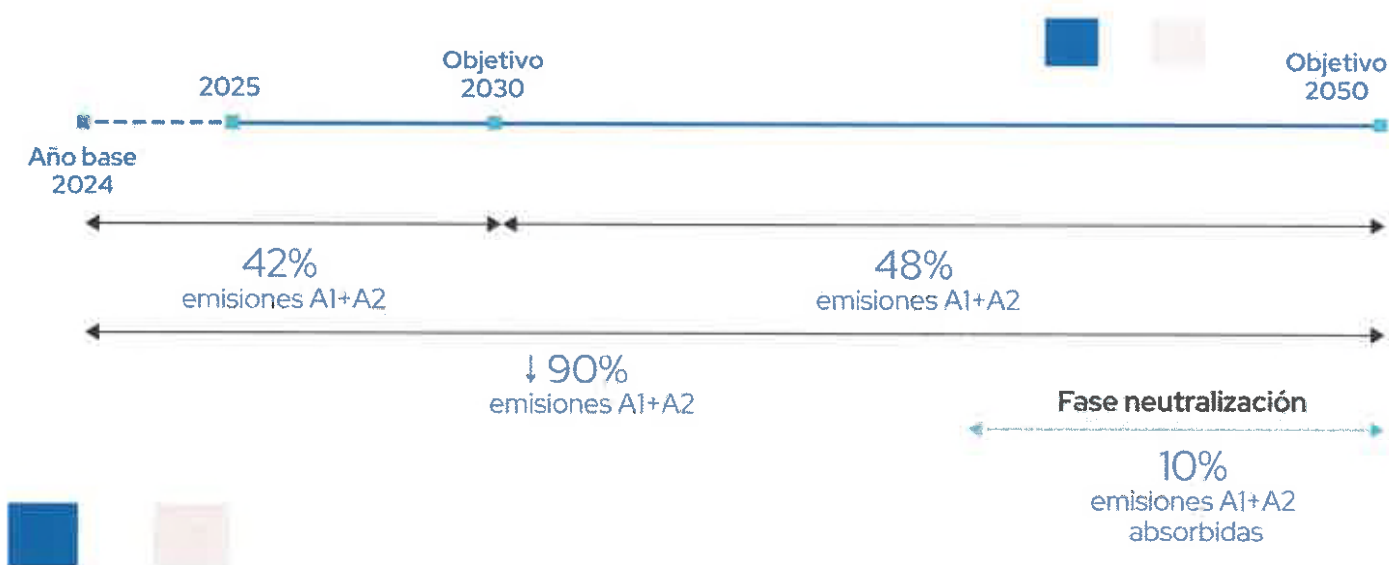 2025
Objetivo
2030
Objetivo
2050
Año base
2024
42%
emisiones A1+A2
48%
emisiones A1+A2
↓ 90%
emisiones A1+A2
Fase neutralización
10%
emisiones A1+A2
absorbidas